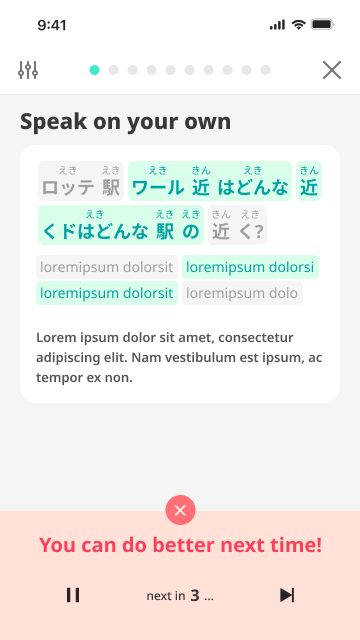 9:41
Speak on your own
えき えき えき きん えき きん
ロッテ 駅 ワール 近 はどんな 近
えき えき えき きん えき
くドはどんな 駅 の 近 く?
loremipsum dolorsit loremipsum dolorsi
loremipsum dolorsit loremipsum dolo
Lorem ipsum dolor sit amet, consectetur
adipiscing elit. Nam vestibulum est ipsum, ac
tempor ex non.
You can do better next time!
next in 3 ...